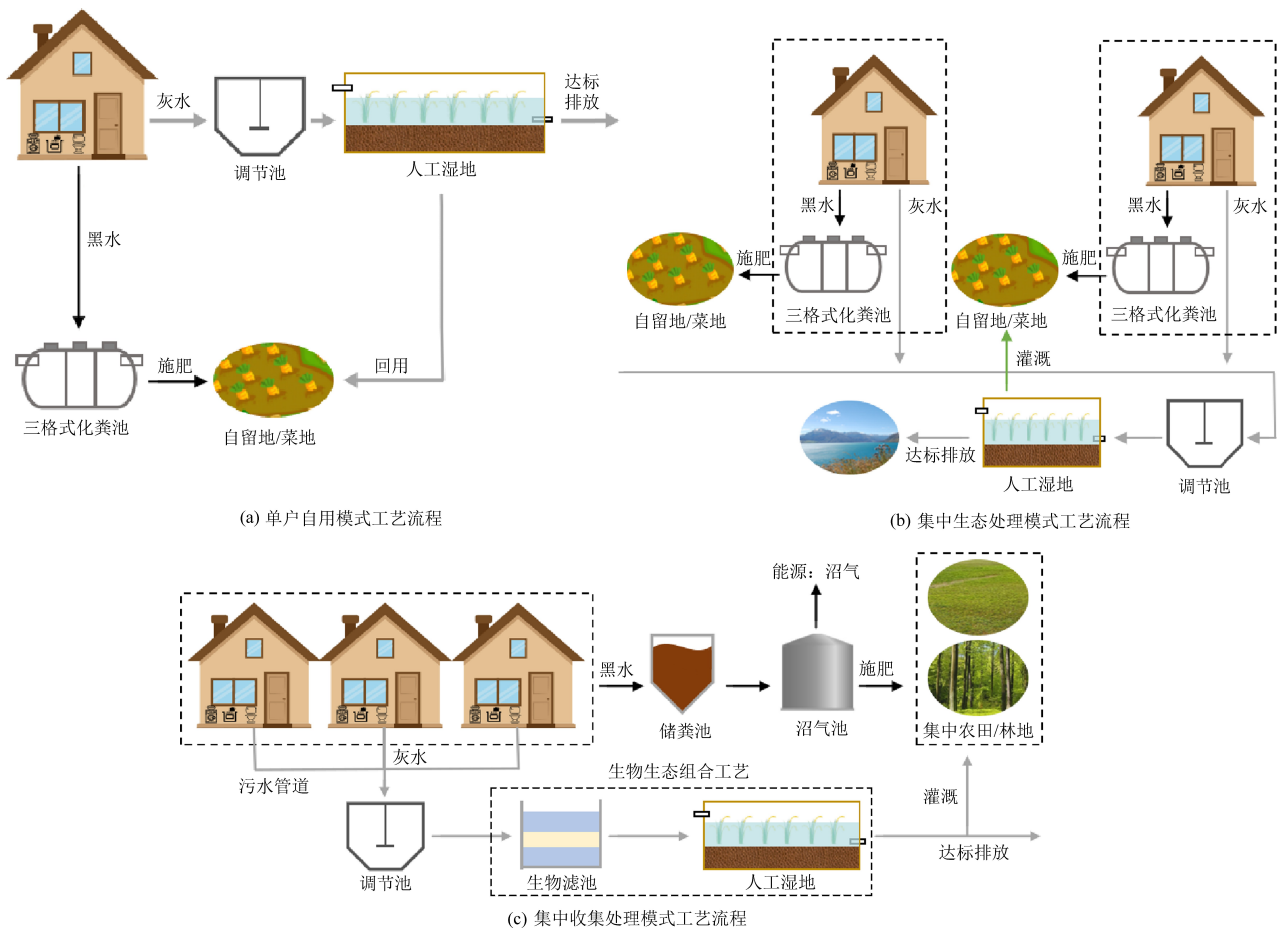 灰水
调节池
人工湿地
达标
排放
黑水
三格式化粪池
施肥
自留地/菜地
回用
(a) 单户自用模式工艺流程
黑水
灰水
施肥
三格式化粪池
自留地/菜地
黑水
灰水
施肥
三格式化粪池
自留地/菜地
灌溉
达标排放
人工湿地
调节池
(b) 集中生态处理模式工艺流程
能源：沼气
黑水
储粪池
沼气池
施肥
集中农田/林地
灰水
污水管道
生物生态组合工艺
调节池
生物滤池
人工湿地
灌溉
达标排放
(c) 集中收集处理模式工艺流程